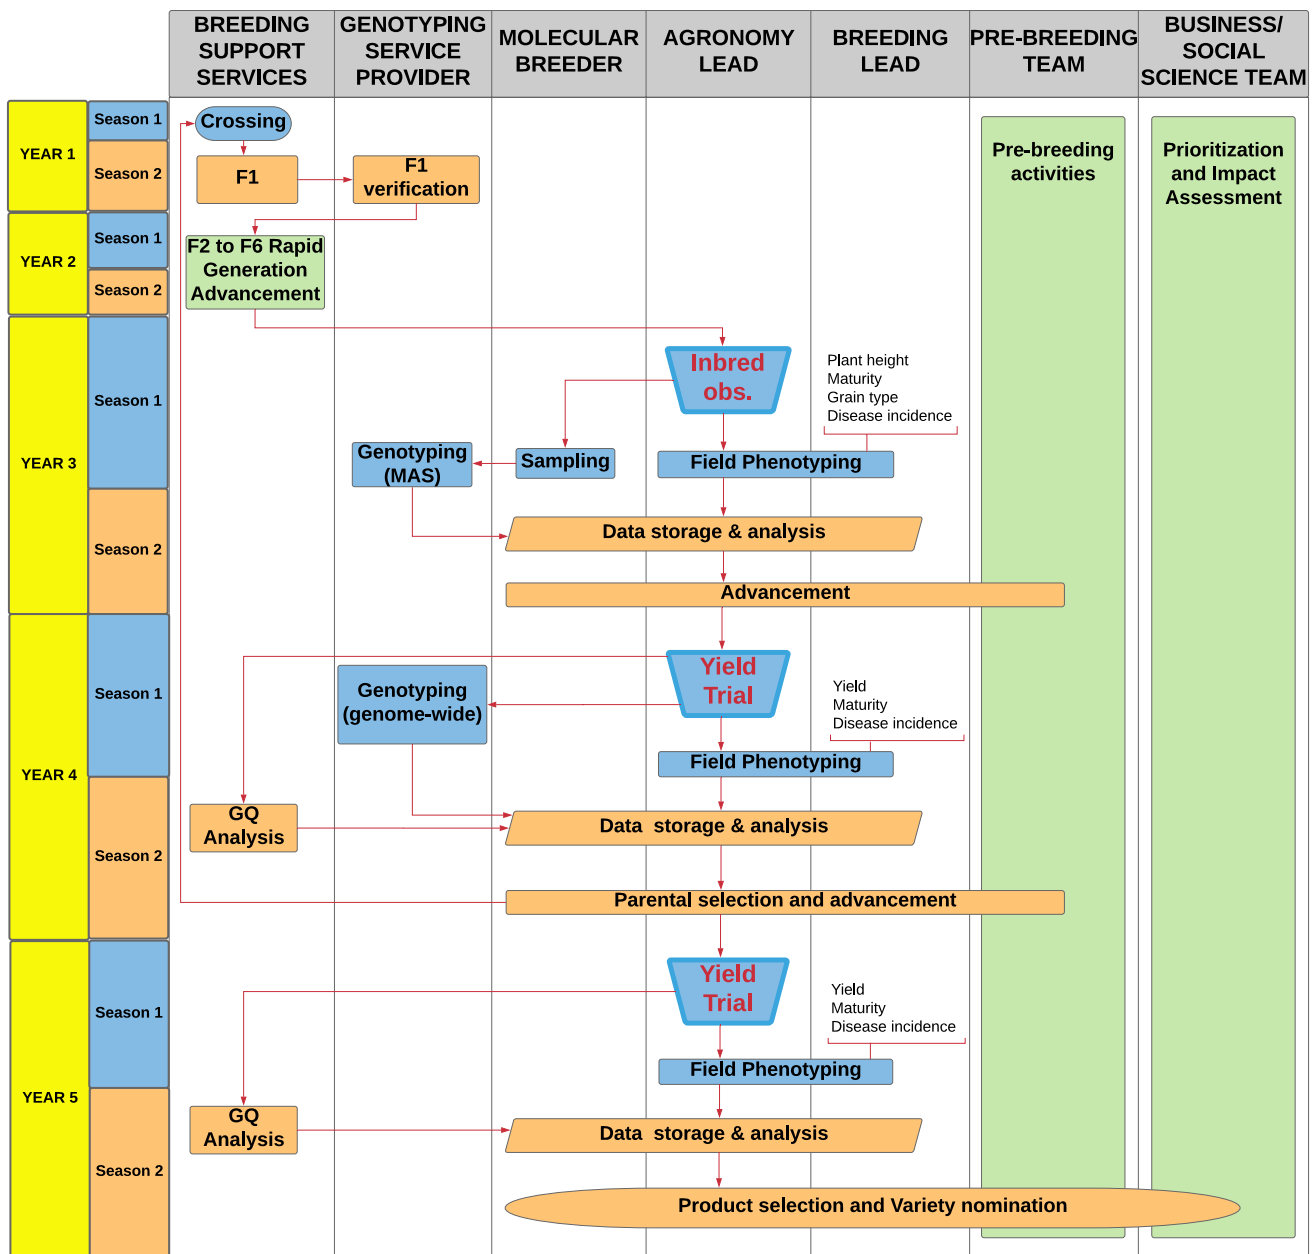 BREEDING
SUPPORT
SERVICES
GENOTYPING
SERVICE
PROVIDER
MOLECULAR
BREEDER
AGRONOMY
LEAD
BREEDING
LEAD
PRE-BREEDING
TEAM
BUSINESS/
SOCIAL
SCIENCE TEAM
YEAR 1
Season 1
Season 2
Crossing
F1
F1
verification
Pre-breeding
activities
Prioritization
and Impact
Assessment
YEAR 2
Season 1
Season 2
F2 to F6 Rapid
Generation
Advancement
YEAR 3
Season 1
Season 2
Inbred
obs.
Plant height
Maturity
Grain type
Disease incidence
Genotyping
(MAS)
Sampling
Field Phenotyping
Data storage & analysis
Advancement
YEAR 4
Season 1
Season 2
Yield
Trial
Genotyping
(genome-wide)
Yield
Maturity
Disease incidence
Field Phenotyping
GQ
Analysis
Data storage & analysis
Parental selection and advancement
YEAR 5
Season 1
Season 2
Yield
Trial
Yield
Maturity
Disease incidence
Field Phenotyping
GQ
Analysis
Data storage & analysis
Product selection and Variety nomination